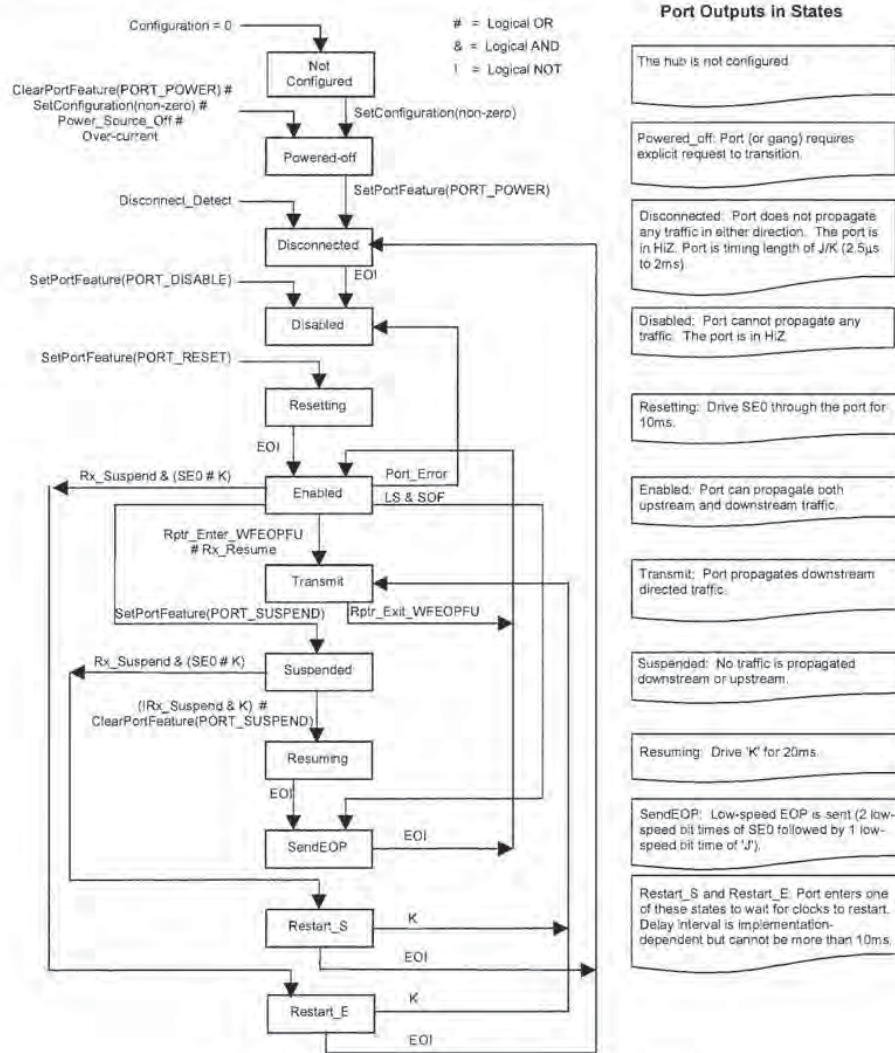 Configuration = 0
# = Logical OR
& = Logical AND
! = Logical NOT
Not
Configured
ClearPortFeature(PORT_POWER) #
SetConfiguration(non-zero) #
Power_Source_Off #
Over-current
SetConfiguration(non-zero)
Powered-off
SetPortFeature(PORT_POWER)
Disconnect_Detect
Disconnected
EOI
SetPortFeature(PORT_DISABLE)
Disabled
SetPortFeature(PORT_RESET)
Resetting
EOI
Rx_Suspend & (SE0 # K)
Enabled
Port_Error
LS & SOF
Rptr_Enter_WFEOPFU
# Rx_Resume
Transmit
SetPortFeature(PORT_SUSPEND)
Rptr_Exit_WFEOPFU
Rx_Suspend & (SE0 # K)
Suspended
(!Rx_Suspend & K) #
ClearPortFeature(PORT_SUSPEND)
Resuming
EOI
SendEOP
EOI
Restart_S
K
EOI
Restart_E
K
EOI
Port Outputs in States
The hub is not configured
Powered_off: Port (or gang) requires
explicit request to transition.
Disconnected: Port does not propagate
any traffic in either direction. The port is
in HiZ. Port is timing length of J/K (2.5µs
to 2ms)
Disabled: Port cannot propagate any
traffic. The port is in HiZ
Resetting: Drive SE0 through the port for
10ms.
Enabled: Port can propagate both
upstream and downstream traffic.
Transmit: Port propagates downstream
directed traffic.
Suspended: No traffic is propagated
downstream or upstream.
Resuming: Drive 'K' for 20ms.
SendEOP: Low-speed EOP is sent (2 low-
speed bit times of SE0 followed by 1 low-
speed bit time of 'J').
Restart_S and Restart_E: Port enters one
of these states to wait for clocks to restart.
Delay interval is implementation-
dependent but cannot be more than 10ms.